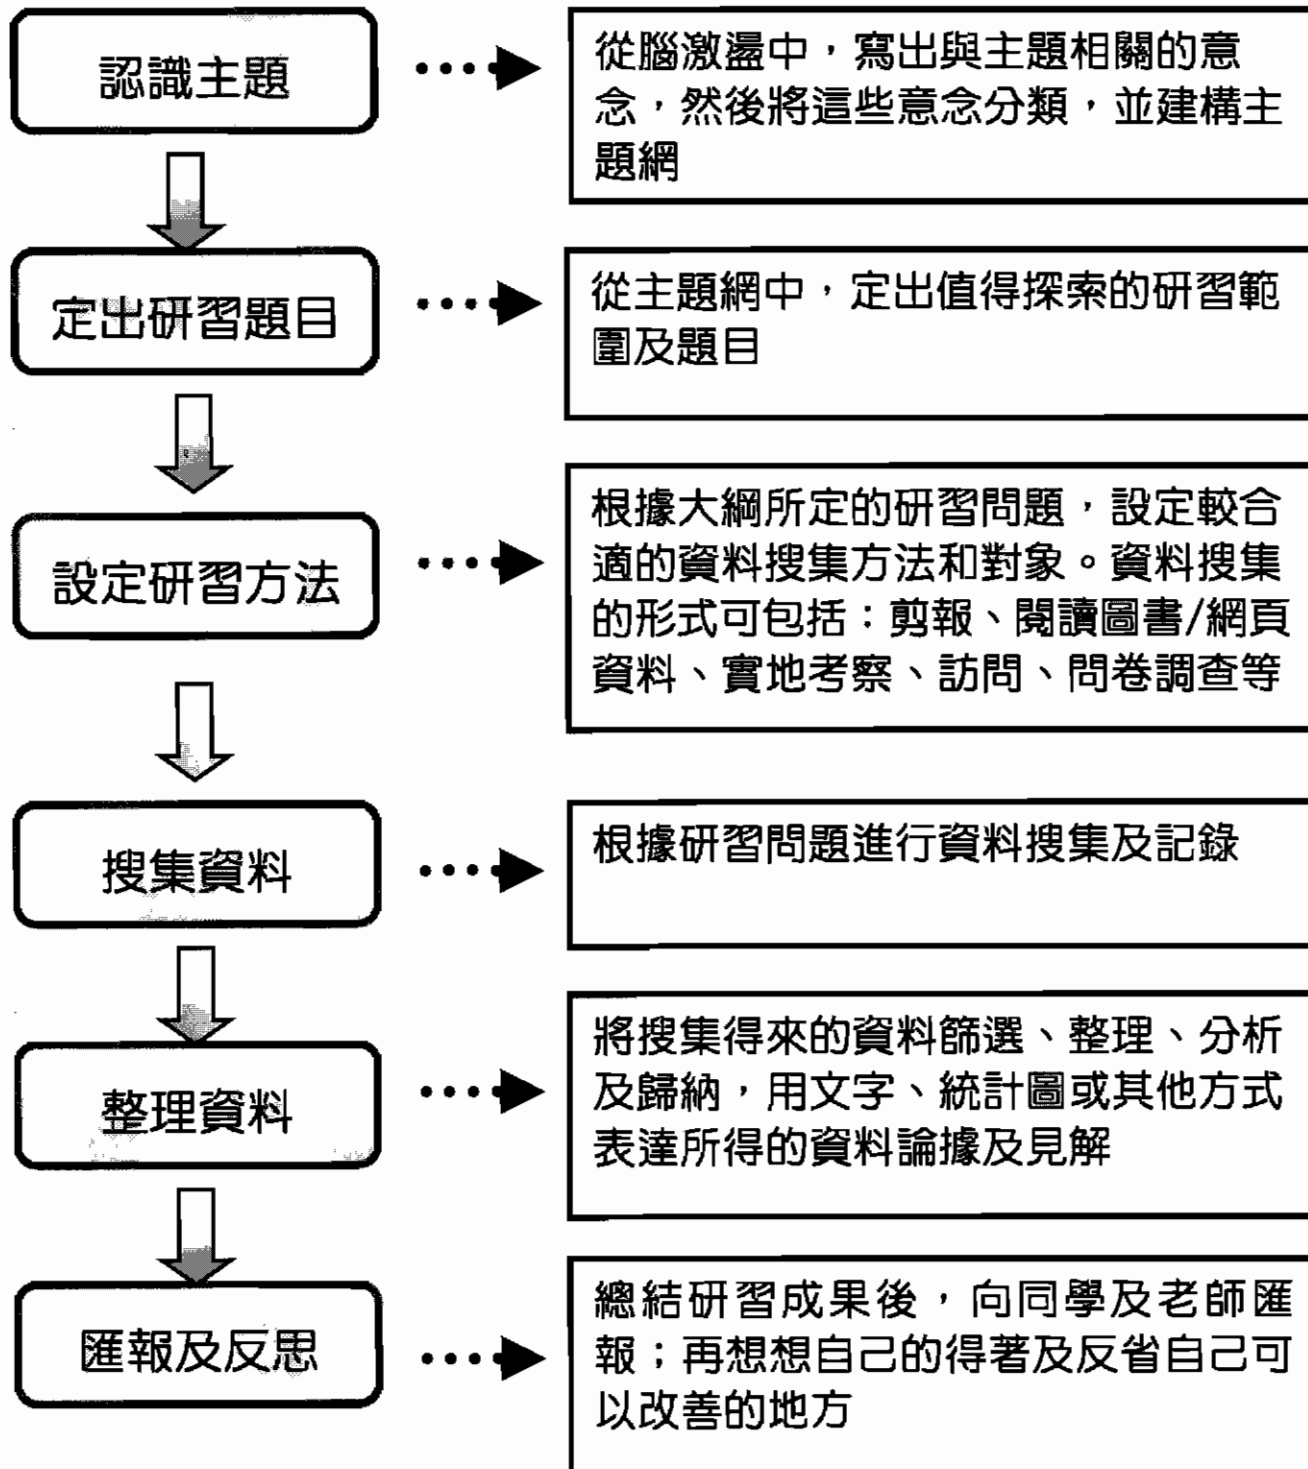 認識主題
從腦激盪中，寫出與主題相關的意
念，然後將這些意念分類，並建構主
題網
定出研習題目
從主題網中，定出值得探索的研習範
圍及題目
設定研習方法
根據大綱所定的研習問題，設定較合
適的資料搜集方法和對象。資料搜集
的形式可包括：剪報、閱讀圖書/網頁
資料、實地考察、訪問、問卷調查等
搜集資料
根據研習問題進行資料搜集及記錄
整理資料
將搜集得來的資料篩選、整理、分析
及歸納，用文字、統計圖或其他方式
表達所得的資料論據及見解
匯報及反思
總結研習成果後，向同學及老師匯
報；再想想自己的得著及反省自己可
以改善的地方